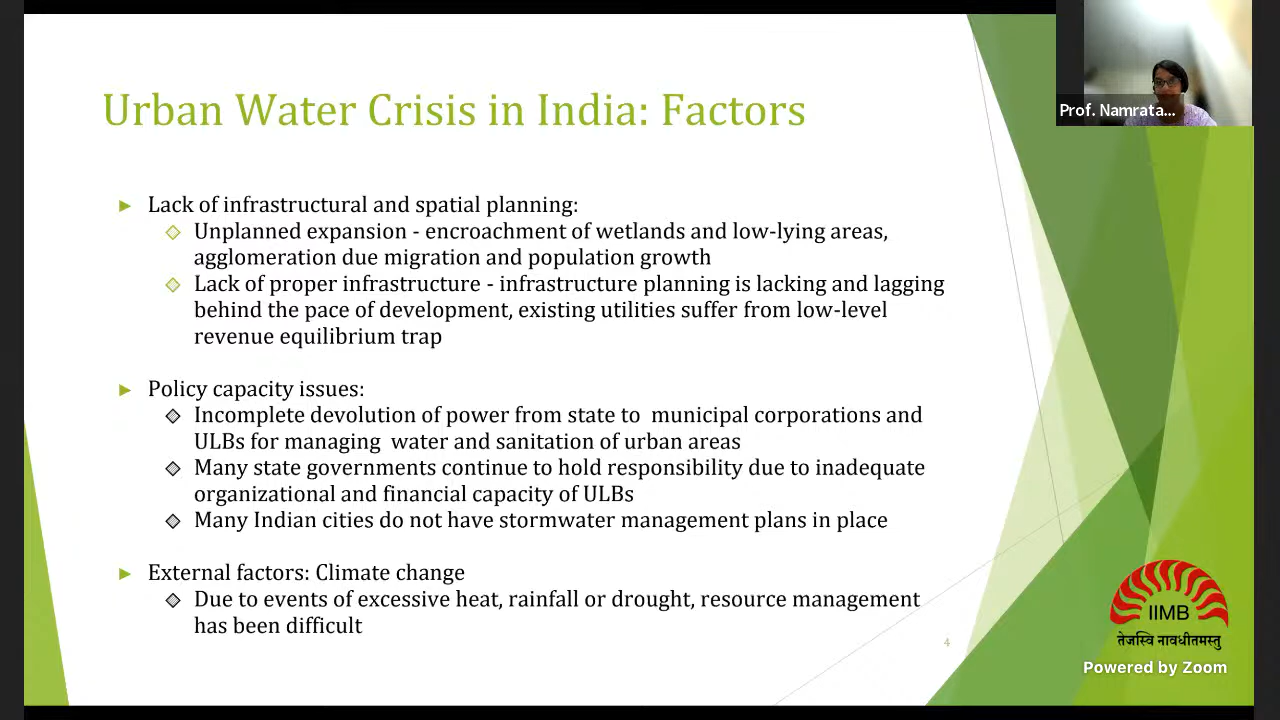 Urban Water Crisis in India: Factors
Prof. Namrata...
► Lack of infrastructural and spatial planning:
Unplanned expansion - encroachment of wetlands and low-lying areas,
agglomeration due migration and population growth
Lack of proper infrastructure - infrastructure planning is lacking and lagging
behind the pace of development, existing utilities suffer from low-level
revenue equilibrium trap
► Policy capacity issues:
Incomplete devolution of power from state to municipal corporations and
ULBs for managing water and sanitation of urban areas
Many state governments continue to hold responsibility due to inadequate
organizational and financial capacity of ULBs
Many Indian cities do not have stormwater management plans in place
► External factors: Climate change
Due to events of excessive heat, rainfall or drought, resource management
has been difficult
4
IIMB
तेजस्वि नावधीतमस्तु
Powered by Zoom